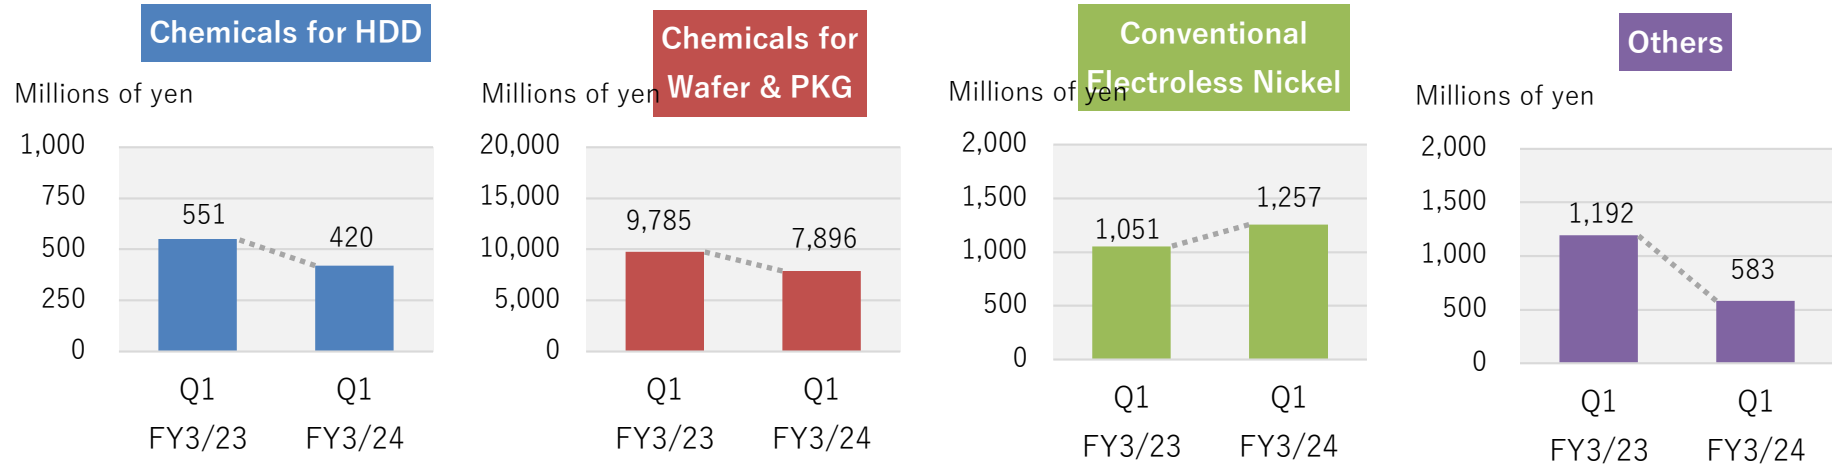 Chemicals for HDD
Millions of yen
1,000
750
500
250
0
551
420
Q1
FY3/23
Q1
FY3/24
Chemicals for
Wafer & PKG
Millions of yen
20,000
15,000
10,000
5,000
0
9,785
7,896
Q1
FY3/23
Q1
FY3/24
Conventional
Electroless Nickel
Millions of yen
2,000
1,500
1,000
500
0
1,051
1,257
Q1
FY3/23
Q1
FY3/24
Others
Millions of yen
2,000
1,500
1,000
500
0
1,192
583
Q1
FY3/23
Q1
FY3/24